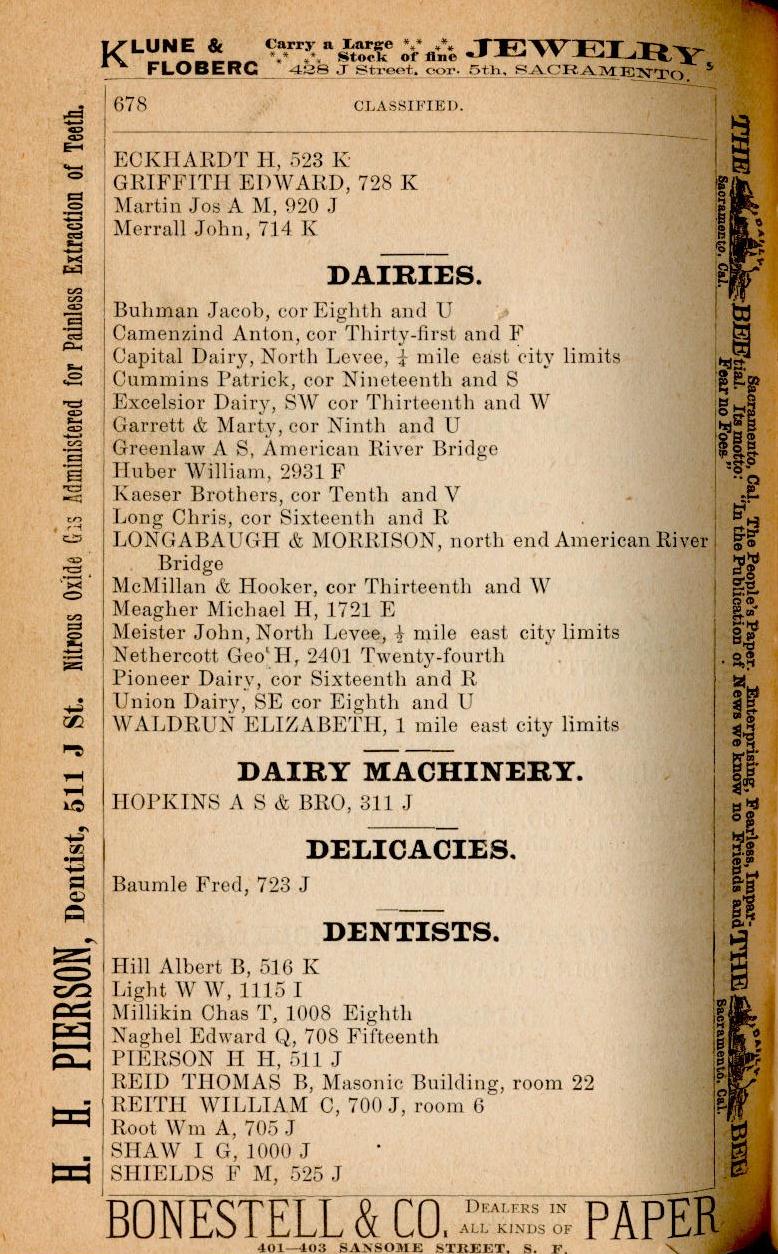 KLUNE & FLOBERG Carry a Large Stock of fine JEWELRY,
428 J Street, cor. 5th, SACRAMENTO.
678 CLASSIFIED.
ECKHARDT H, 523 K
GRIFFITH EDWARD, 728 K
Martin Jos A M, 920 J
Merrall John, 714 K
DAIRIES.
Buhman Jacob, cor Eighth and U
Camenzind Anton, cor Thirty-first and F
Capital Dairy, North Levee, ¼ mile east city limits
Cummins Patrick, cor Nineteenth and S
Excelsior Dairy, SW cor Thirteenth and W
Garrett & Marty, cor Ninth and U
Greenlaw A S, American River Bridge
Huber William, 2931 F
Kaeser Brothers, cor Tenth and V
Long Chris, cor Sixteenth and R
LONGABAUGH & MORRISON, north end American River
Bridge
McMillan & Hooker, cor Thirteenth and W
Meagher Michael H, 1721 E
Meister John, North Levee, ½ mile east city limits
Nethercott Geo H, 2401 Twenty-fourth
Pioneer Dairy, cor Sixteenth and R
Union Dairy, SE cor Eighth and U
WALDRUN ELIZABETH, 1 mile east city limits
DAIRY MACHINERY.
HOPKINS A S & BRO, 311 J
DELICACIES.
Baumle Fred, 723 J
DENTISTS.
Hill Albert B, 516 K
Light W W, 1115 I
Millikin Chas T, 1008 Eighth
Naghel Edward Q, 708 Fifteenth
PIERSON H H, 511 J
REID THOMAS B, Masonic Building, room 22
REITH WILLIAM C, 700 J, room 6
Root Wm A, 705 J
SHAW I G, 1000 J
SHIELDS F M, 525 J
BONESTELL & CO. DEALERS IN ALL KINDS OF PAPER
401—403 SANSOME STREET, S. F.
H. H. PIERSON, Dentist, 511 J St. Nitrous Oxide Gas Administered for Painless Extraction of Teeth.
THE DAILY BEE
Sacramento, Cal.
Sacramento, Cal. The People's Paper. Enterprising, Fearless, Impar-
tial. Its motto: "In the Publication of News we know no Friends and
Fear no Foes."
THE DAILY BEE
Sacramento, Cal.